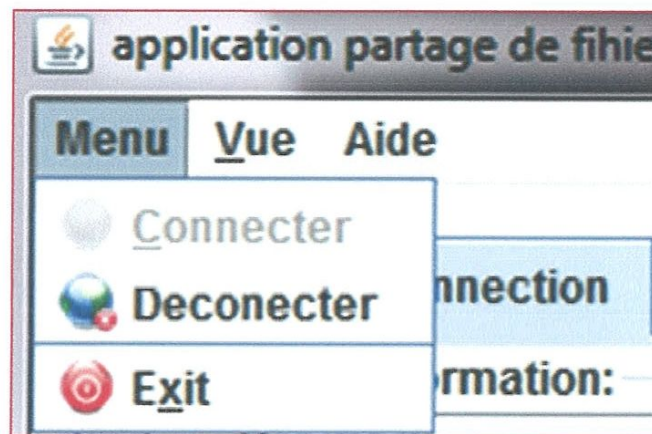 application partage de fihie
Menu Vue Aide
Connecter
nnection
Deconecter
rmation:
Exit